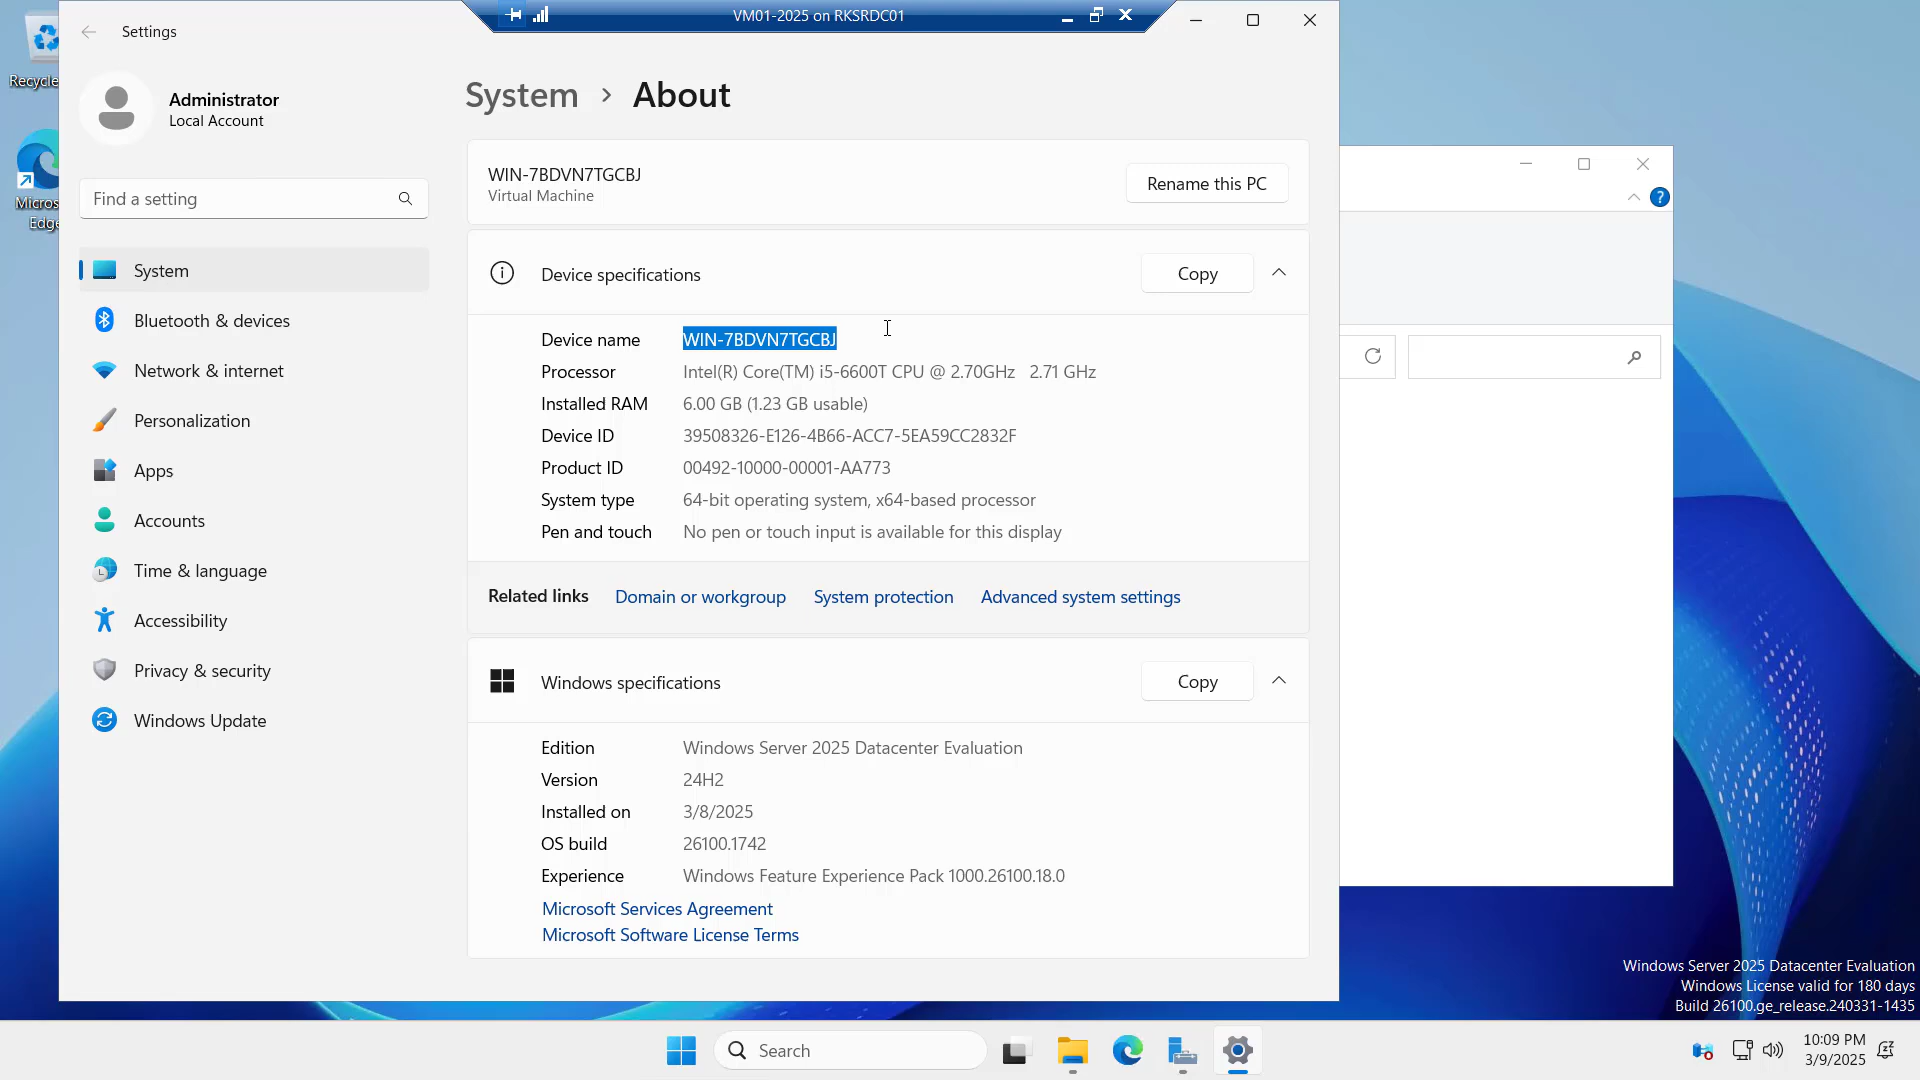 VM01-2025 on RKSRDC01
Settings
Recycle
Administrator
Local Account
Micros
Edge
Find a setting
System
Bluetooth & devices
Network & internet
Personalization
Apps
Accounts
Time & language
Accessibility
Privacy & security
Windows Update
System > About
WIN-7BDVN7TGCBJ
Virtual Machine
Rename this PC
Device specifications
Copy
Device name WIN-7BDVN7TGCBJ
Processor Intel(R) Core(TM) i5-6600T CPU @ 2.70GHz 2.71 GHz
Installed RAM 6.00 GB (1.23 GB usable)
Device ID 39508326-E126-4B66-ACC7-5EA59CC2832F
Product ID 00492-10000-00001-AA773
System type 64-bit operating system, x64-based processor
Pen and touch No pen or touch input is available for this display
Related links Domain or workgroup System protection Advanced system settings
Windows specifications
Copy
Edition Windows Server 2025 Datacenter Evaluation
Version 24H2
Installed on 3/8/2025
OS build 26100.1742
Experience Windows Feature Experience Pack 1000.26100.18.0
Microsoft Services Agreement
Microsoft Software License Terms
Windows Server 2025 Datacenter Evaluation
Windows License valid for 180 days
Build 26100.ge_release.240331-1435
Search
10:09 PM
3/9/2025